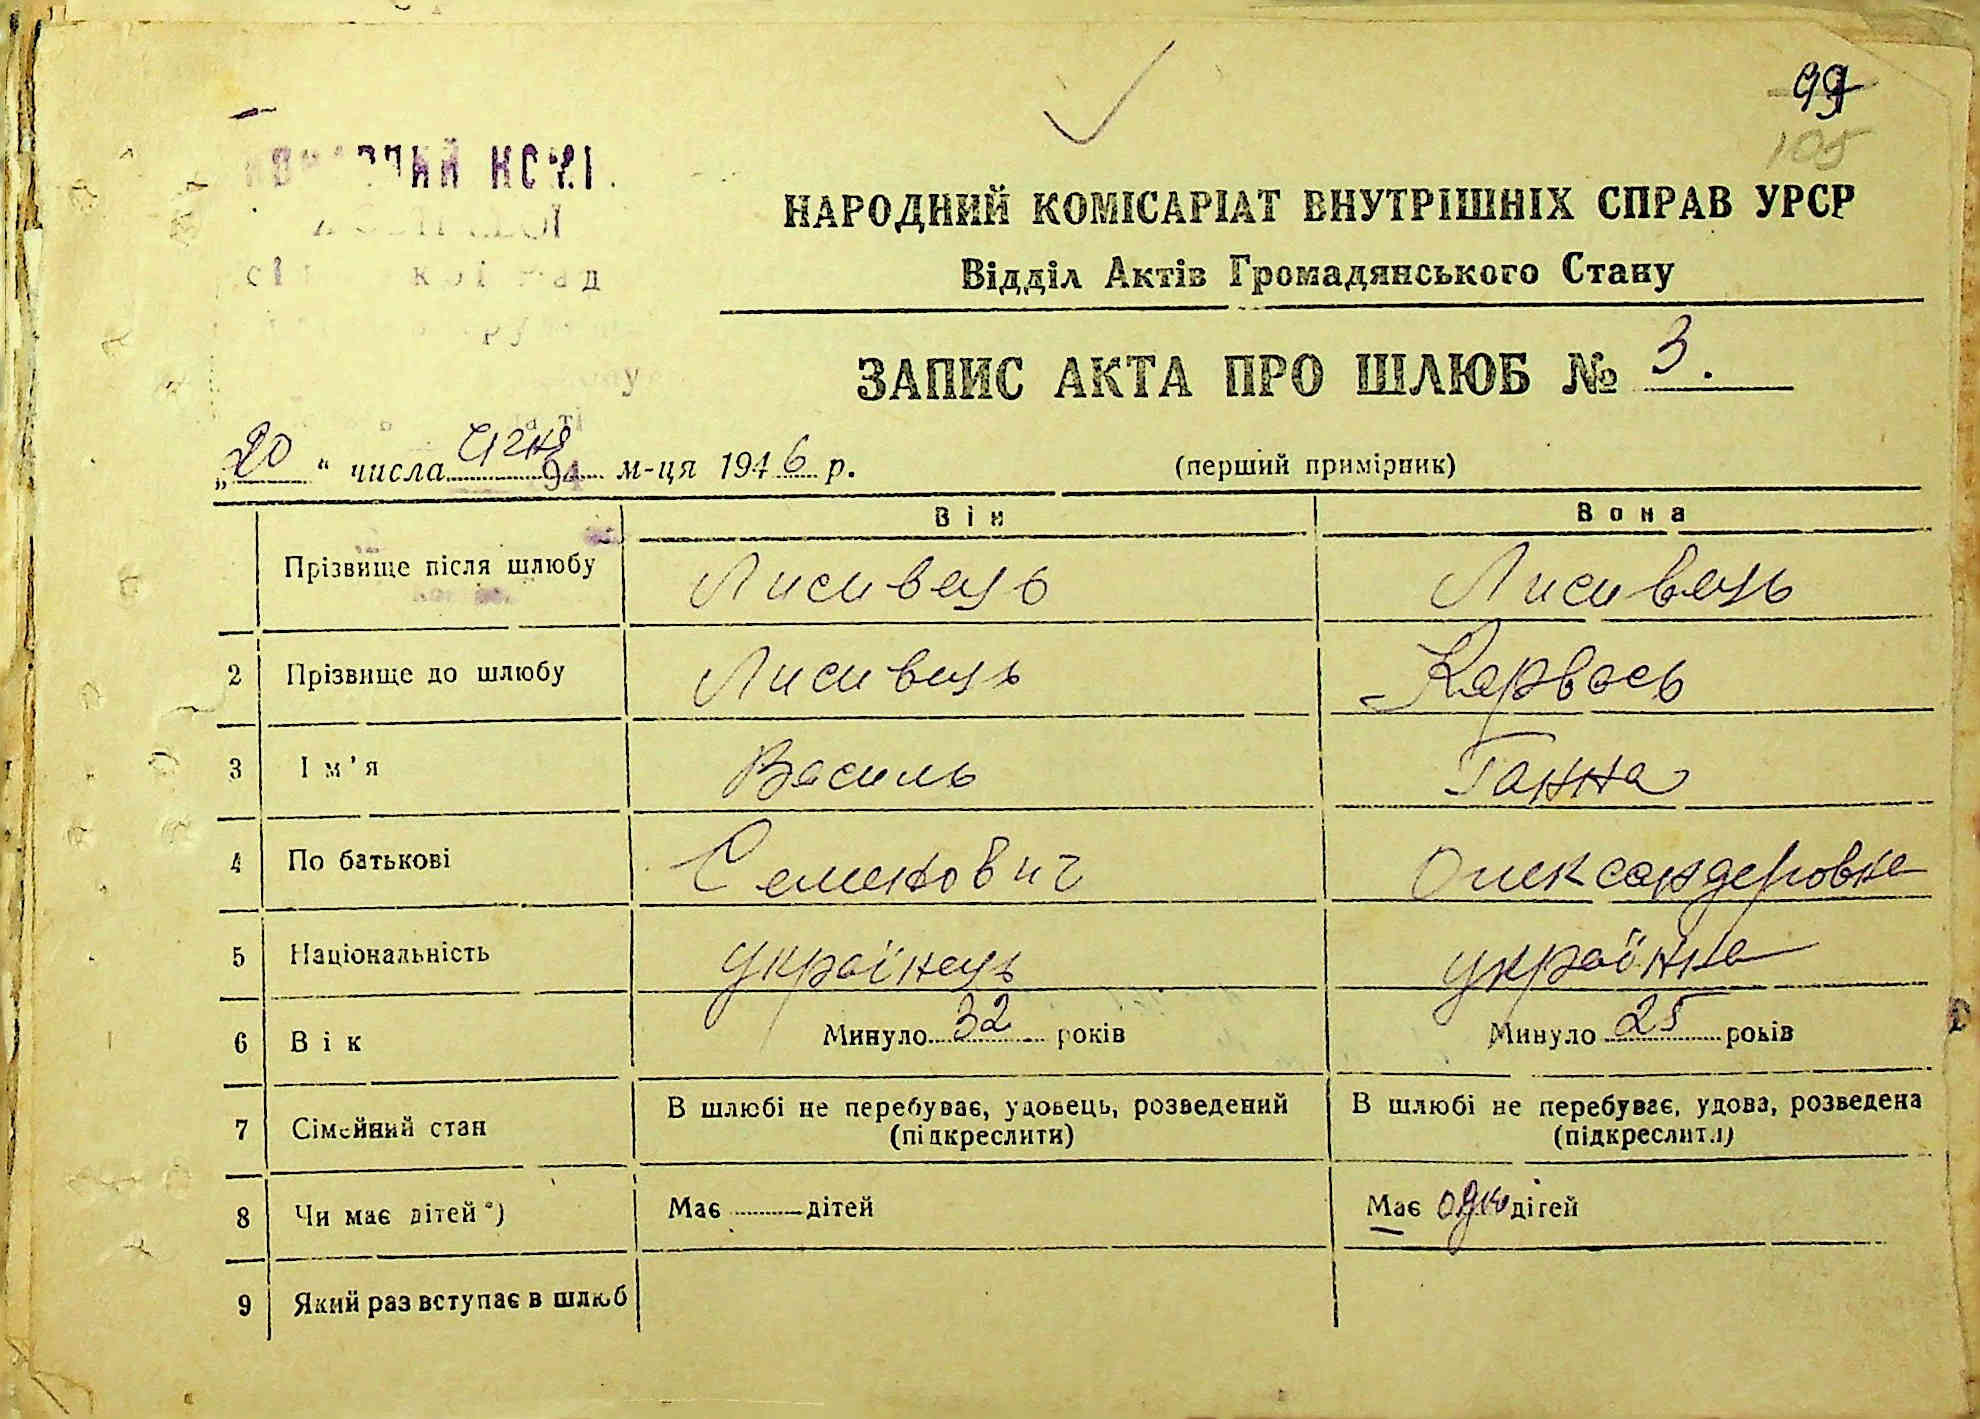 99
105
НАРОДНИЙ КОМІСАРІАТ ВНУТРІШНІХ СПРАВ УРСР
Відділ Актів Громадянського Стану
ЗАПИС АКТА ПРО ШЛЮБ № 3.
„20 “ числа м-ця 1946 р. (перший примірник)
Він Вона
Прізвище після шлюбу Лисивець Лисивець
2 Прізвище до шлюбу Лисивець Карвась
3 Ім'я Василь Ганна
4 По батькові Семенович Олександеровна
5 Національність українець українка
6 Вік Минуло 32 років Минуло 25 років
7 Сімейний стан В шлюбі не перебуває, удовець, розведений (підкреслити) В шлюбі не перебуває, удова, розведена (підкреслити)
8 Чи має дітей*) Має дітей Має одно дітей
9 Який раз вступає в шлюб